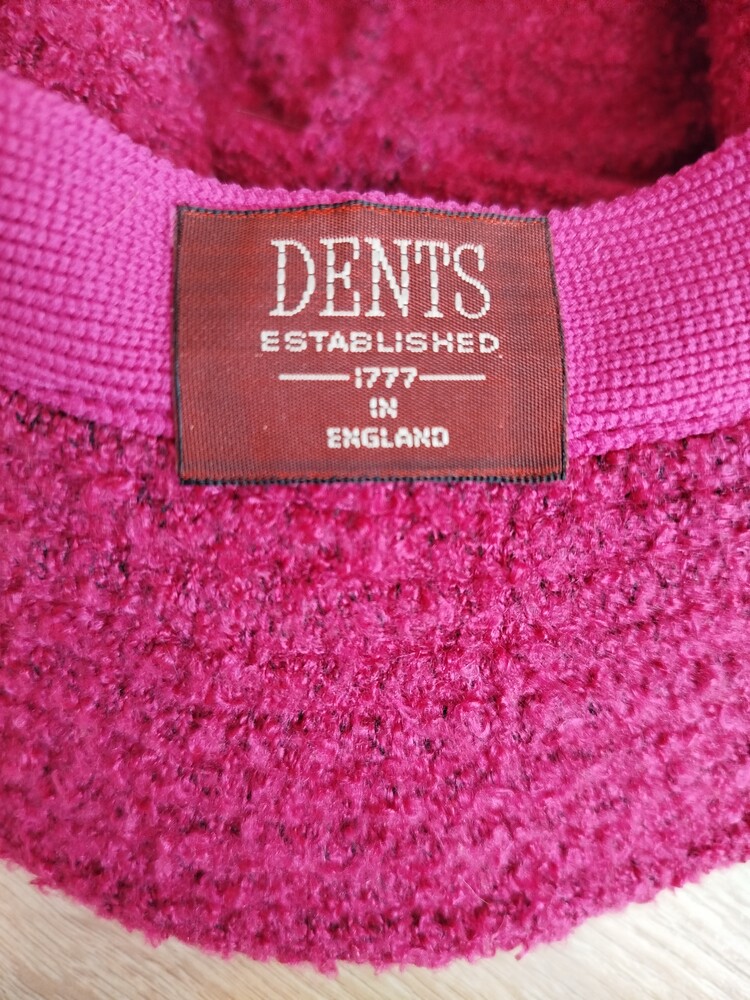 DENTS
ESTABLISHED
1777
IN
ENGLAND